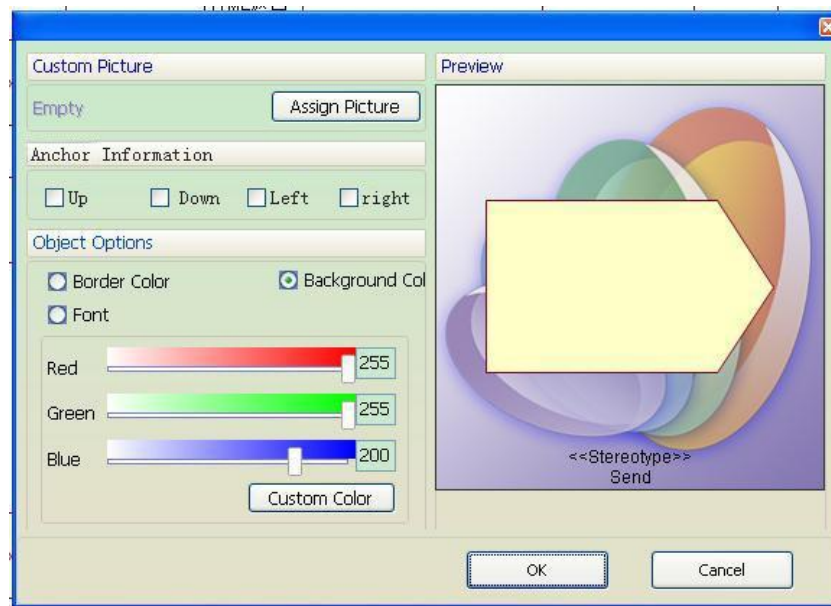 Custom Picture
Empty
Assign Picture
Anchor Information
Up
Down
Left
right
Object Options
Border Color
Background Col
Font
Red
255
Green
255
Blue
200
Custom Color
Preview
<<Stereotype>>
Send
OK
Cancel